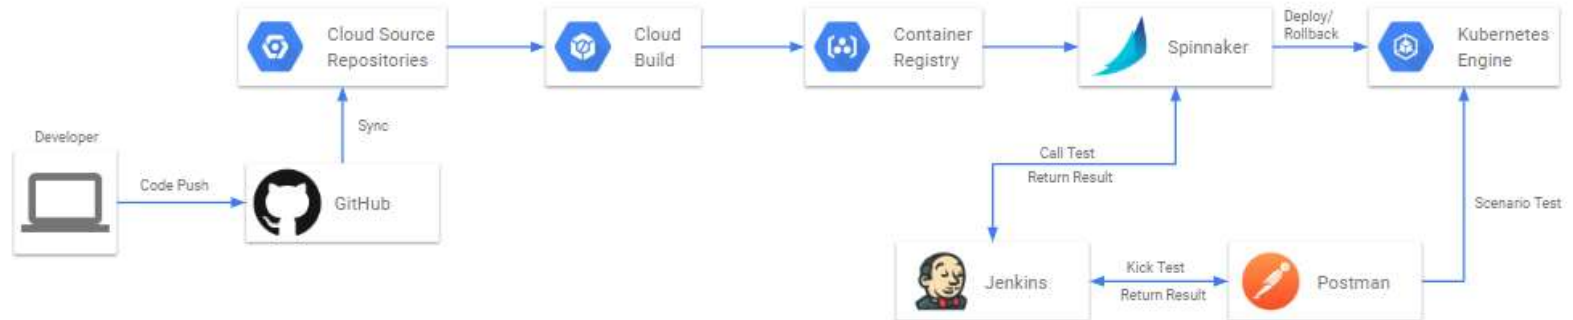 Cloud Source
Repositories
Cloud
Build
Container
Registry
Spinnaker
Deploy/
Rollback
Kubernetes
Engine
Sync
Developer
Code Push
GitHub
Call Test
Return Result
Scenario Test
Jenkins
Kick Test
Return Result
Postman